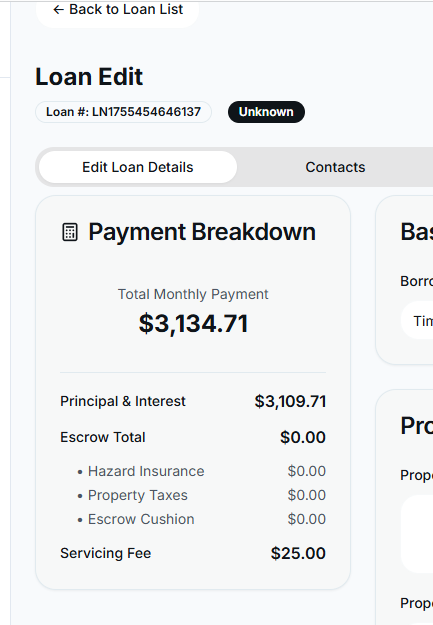 ← Back to Loan List
Loan Edit
Loan #: LN1755454646137 Unknown
Edit Loan Details Contacts
Payment Breakdown
Total Monthly Payment
$3,134.71
Principal & Interest $3,109.71
Escrow Total $0.00
• Hazard Insurance $0.00
• Property Taxes $0.00
• Escrow Cushion $0.00
Servicing Fee $25.00
Bas
Borro
Tim
Pro
Prope
Prope